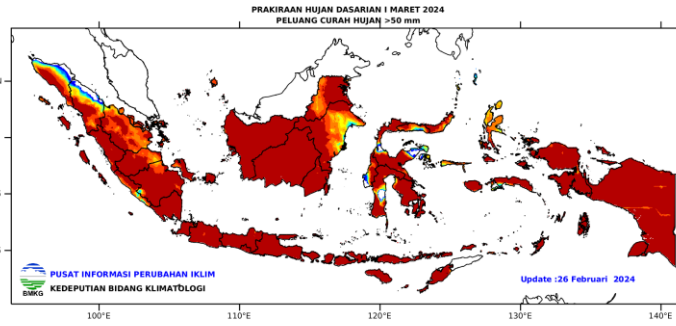 PRAKIRAAN HUJAN DASARIAN I MARET 2024
PELUANG CURAH HUJAN >50 mm
PUSAT INFORMASI PERUBAHAN IKLIM
KEDEPUTIAN BIDANG KLIMATOLOGI
BMKG
Update :26 Februari 2024
100°E
110°E
120°E
130°E
140°E